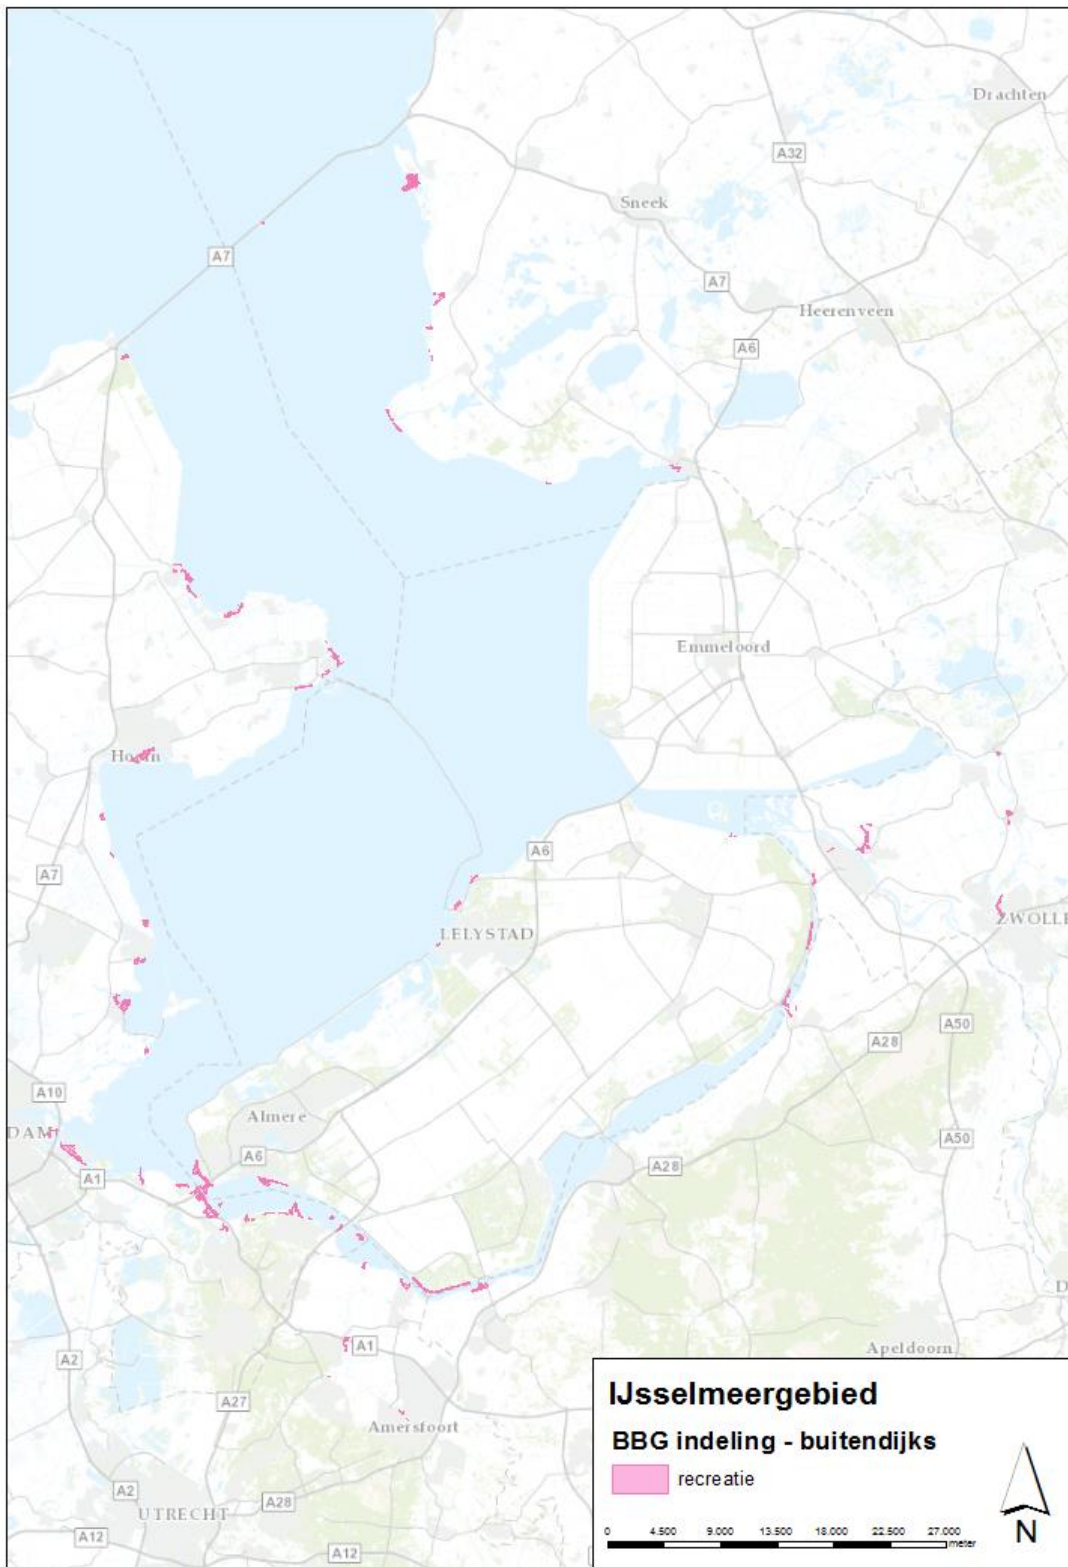 Drachten
A32
Sneek
A7
A7
Heerenveen
A6
Emmeloord
Hoorn
A6
A7
ZWOLLE
LELYSTAD
A50
A28
A10
Almere
DAM
A50
A6
A28
A1
D
A1
Apeldoorn
A2
A27
Amersfoort
A2
A28
UTRECHT
A12
A12
IJsselmeergebied
BBG indeling - buitendijks
recreatie
0 4.500 9.000 13.500 18.000 22.500 27.000
meter
N